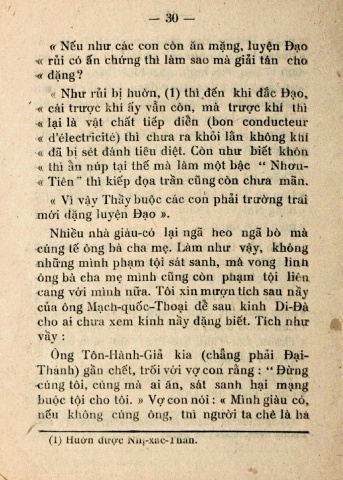 — 30 —
« Nếu như các con còn ăn mặng, luyện Đạo
« rủi có ấn chứng thì làm sao mà giải tán cho
« đặng?
« Như rủi bị huờn, (1) thì đến khi đắc Đạo,
« cái trược khí ấy vẫn còn, mà trược khí thì
« lại là vật chất tiếp diễn (bon conducteur
« d'électricité) thì chưa ra khỏi lằn không khí
« đã bị sét đánh tiêu diệt. Còn như biết khôn
« thì ẩn núp tại thế mà làm một bậc “ Nhơn-
« Tiên” thì kiếp đọa trần cũng còn chưa mãn.
« Vì vậy Thầy buộc các con phải trường trai
mới đặng luyện Đạo ».
Nhiều nhà giàu-có lại ngã heo ngã bò mà
cúng tế ông bà cha mẹ. Làm như vậy, không
những mình phạm tội sát sanh, mà vong linh
ông bà cha mẹ mình cũng còn phạm tội liên
cang với mình nữa. Tôi xin mượn tích sau nầy
của ông Mạch-quốc-Thoại để sau kinh Di-Đà
cho ai chưa xem kinh nầy đặng biết. Tích như
vầy :
Ông Tôn-Hành-Giả kia (chẳng phải Đại-
Thánh) gần chết, trối với vợ con rằng : “ Đừng
cúng tôi, cúng mà ai ăn, sát sanh hại mạng
buộc tội cho tôi. » Vợ con nói : « Mình giàu có,
nếu không cúng ông, thì người ta chê là hà
(1) Huờn được Nhị-xác-Thân.